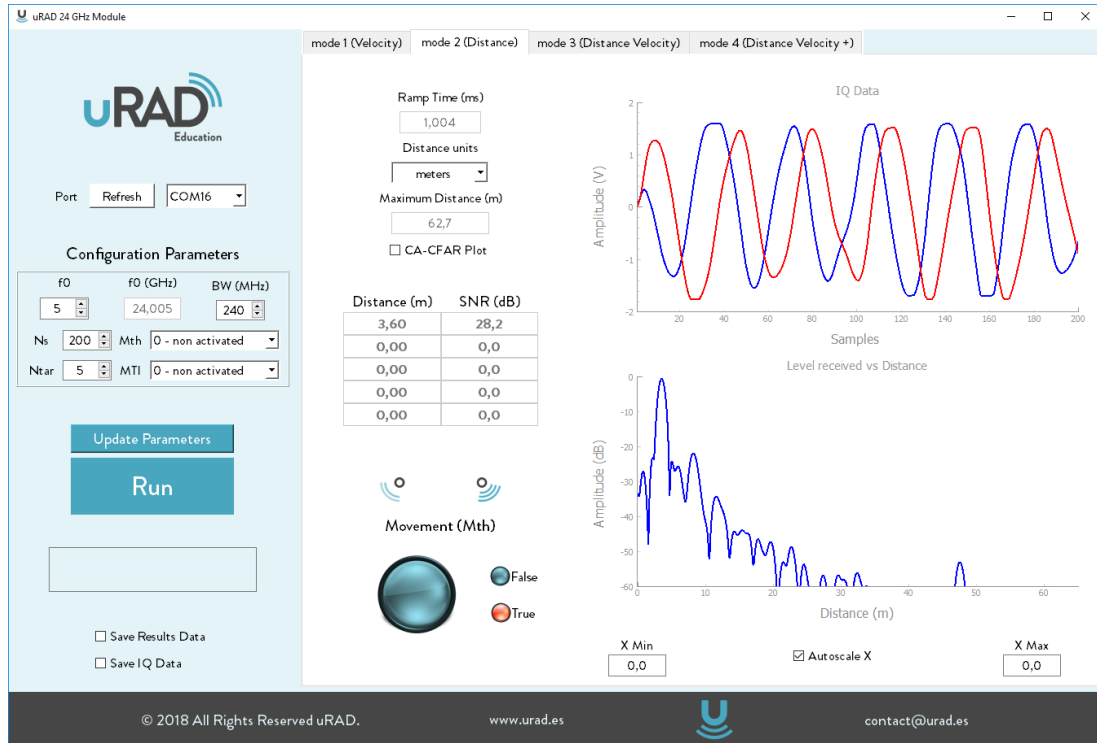 uRAD 24 GHz Module
mode 1 (Velocity) mode 2 (Distance) mode 3 (Distance Velocity) mode 4 (Distance Velocity +)
uRAD
Education
Port Refresh COM16
Configuration Parameters
f0 f0 (GHz) BW (MHz)
5 24,005 240
Ns 200 Mth 0 - non activated
Ntar 5 MTI 0 - non activated
Update Parameters
Run
Save Results Data
Save IQ Data
Ramp Time (ms)
1,004
Distance units
meters
Maximum Distance (m)
62,7
CA-CFAR Plot
Distance (m) SNR (dB)
3,60 28,2
0,00 0,0
0,00 0,0
0,00 0,0
0,00 0,0
Movement (Mth)
False
True
IQ Data
Amplitude (V)
2
1
0
-1
-2
20 40 60 80 100 120 140 160 180 200
Samples
Level received vs Distance
Amplitude (dB)
0
-10
-20
-30
-40
-50
-60
0 10 20 30 40 50 60
Distance (m)
X Min Autoscale X X Max
0,0 0,0
© 2018 All Rights Reserved uRAD. www.urad.es contact@urad.es